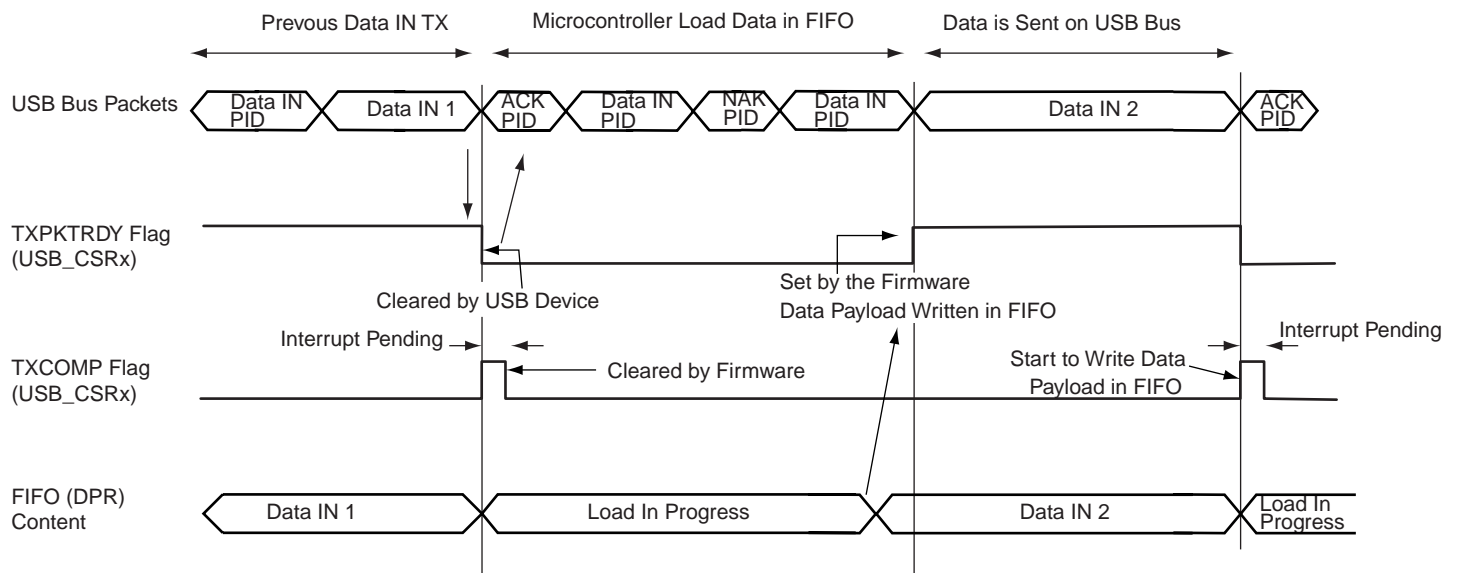 Prevous Data IN TX
Microcontroller Load Data in FIFO
Data is Sent on USB Bus
USB Bus Packets
Data IN
PID
Data IN 1
ACK
PID
Data IN
PID
NAK
PID
Data IN
PID
Data IN 2
ACK
PID
TXPKTRDY Flag
(USB_CSRx)
Cleared by USB Device
Set by the Firmware
Data Payload Written in FIFO
Interrupt Pending
Interrupt Pending
TXCOMP Flag
(USB_CSRx)
Cleared by Firmware
Start to Write Data
Payload in FIFO
FIFO (DPR)
Content
Data IN 1
Load In Progress
Data IN 2
Load In
Progress